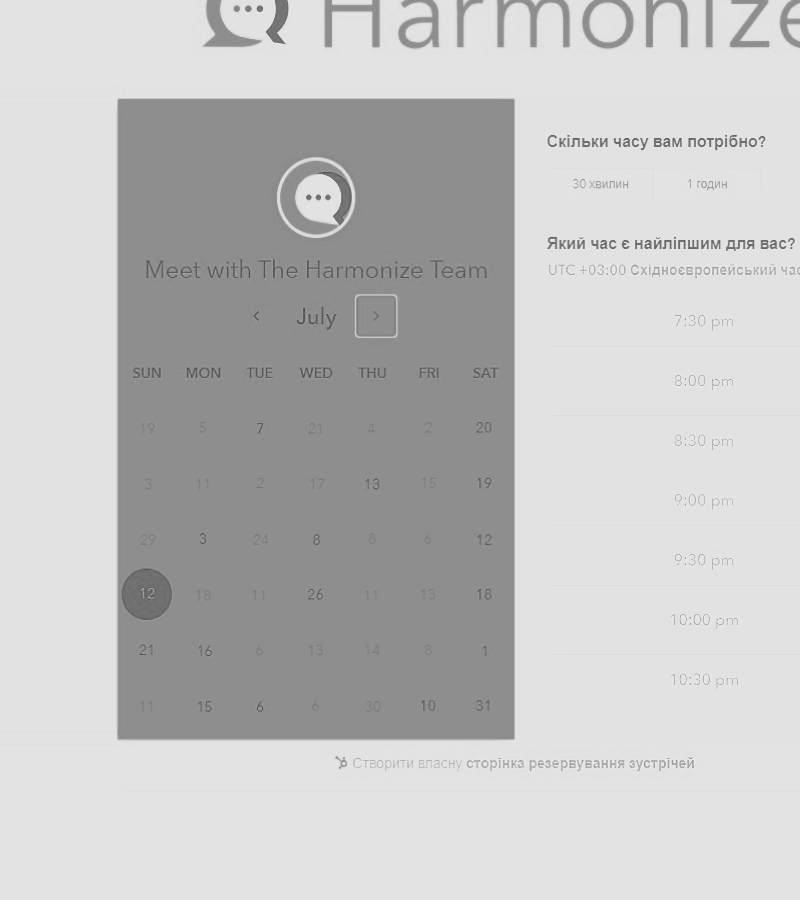 Harmonize
Meet with The Harmonize Team
July
SUN MON TUE WED THU FRI SAT
19 5 7 21 4 2 20
3 11 2 17 13 15 19
29 3 24 8 8 6 12
12 18 11 26 11 13 18
21 16 6 13 14 8 1
11 15 6 6 30 10 31
Скільки часу вам потрібно?
30 хвилин 1 годин
Який час є найліпшим для вас?
UTC +03:00 Східноєвропейський час
7:30 pm
8:00 pm
8:30 pm
9:00 pm
9:30 pm
10:00 pm
10:30 pm
Створити власну сторінка резервування зустрічей